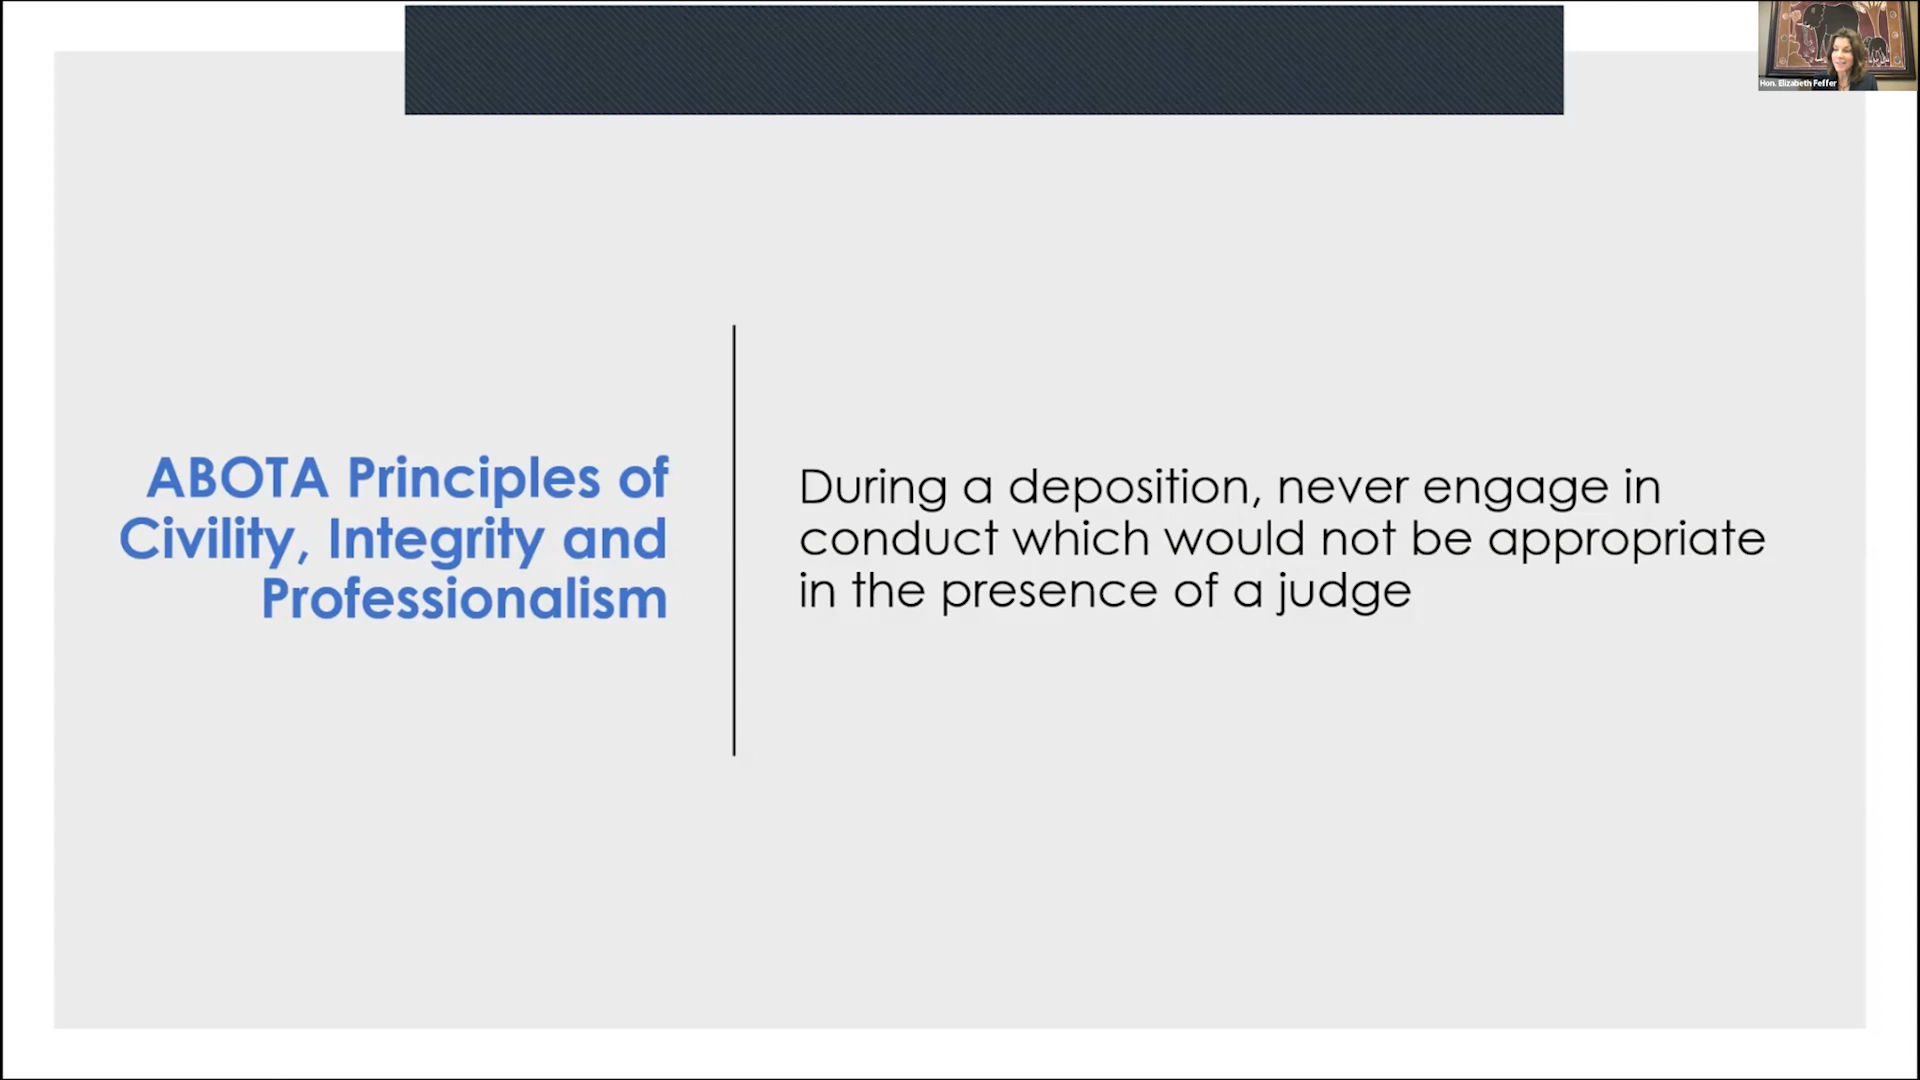 Hon. Elizabeth Feffer
ABOTA Principles of
Civility, Integrity and
Professionalism
During a deposition, never engage in
conduct which would not be appropriate
in the presence of a judge